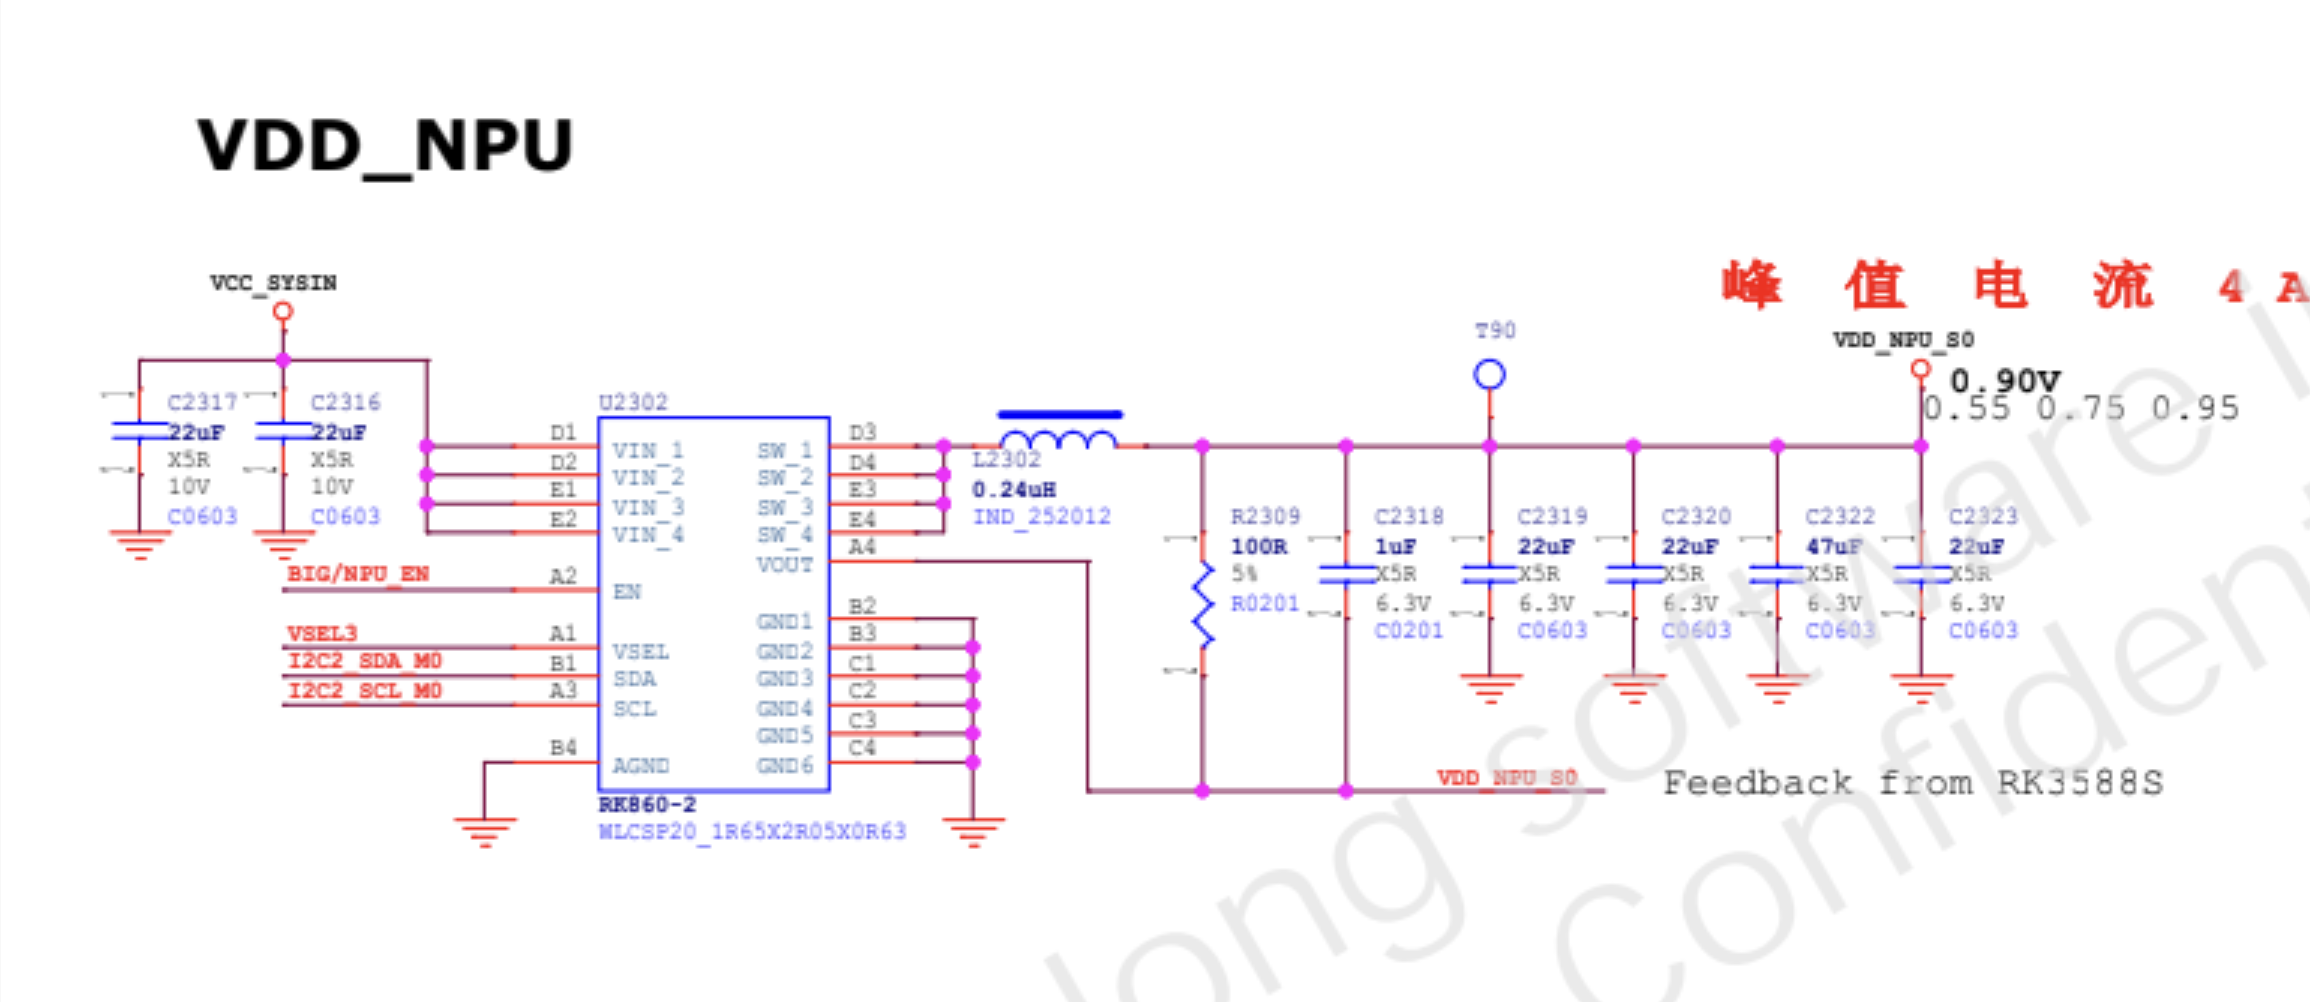 VDD_NPU
峰值电流 4A
VCC_SYSIN
T90
VDD_NPU_S0
0.90V
0.55 0.75 0.95
C2317
22uF
X5R
10V
C0603
C2316
22uF
X5R
10V
C0603
U2302
D1
D2
E1
E2
A2
A1
B1
A3
B4
VIN_1
VIN_2
VIN_3
VIN_4
EN
VSEL
SDA
SCL
AGND
SW_1
SW_2
SW_3
SW_4
VOUT
GND1
GND2
GND3
GND4
GND5
GND6
D3
D4
E3
E4
A4
B2
B3
C1
C2
C3
C4
BIG/NPU_EN
VSEL3
I2C2_SDA_M0
I2C2_SCL_M0
RK860-2
WLCSP20_1R65X2R05X0R63
L2302
0.24uH
IND_252012
R2309
100R
5%
R0201
C2318
1uF
X5R
6.3V
C0201
C2319
22uF
X5R
6.3V
C0603
C2320
22uF
X5R
6.3V
C0603
C2322
47uF
X5R
6.3V
C0603
C2323
22uF
X5R
6.3V
C0603
VDD_NPU_S0
Feedback from RK3588S
long software